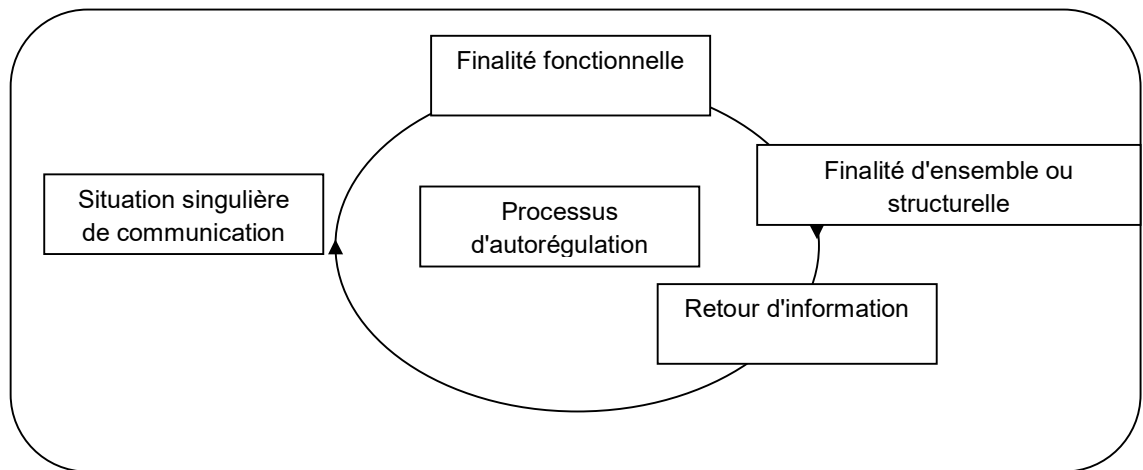 Finalité fonctionnelle
Finalité d'ensemble ou
structurelle
Situation singulière
de communication
Processus
d'autorégulation
Retour d'information